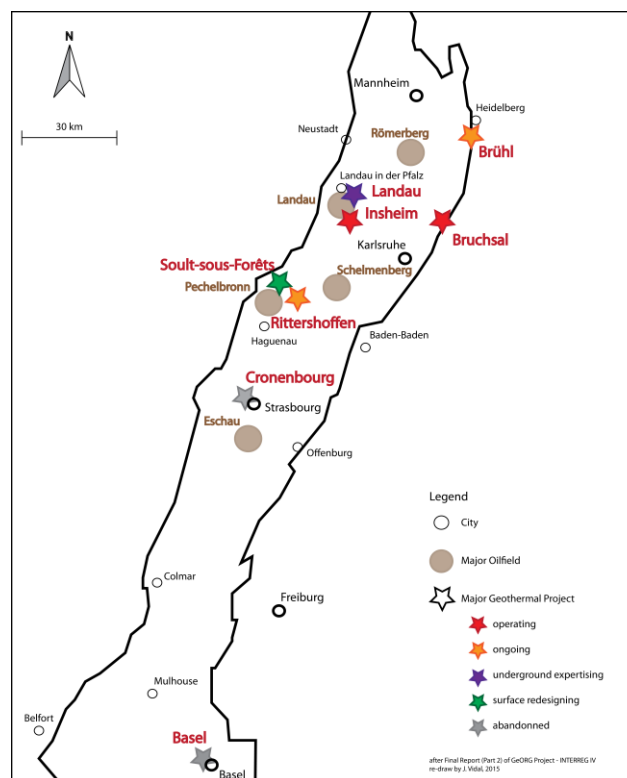 N
30 km
Mannheim
Heidelberg
Neustadt
Römerberg
Brühl
Landau in der Pfalz
Landau
Landau
Insheim
Bruchsal
Karlsruhe
Soult-sous-Forêts
Schelmenberg
Pechelbronn
Rittershoffen
Haguenau
Baden-Baden
Cronenbourg
Strasbourg
Eschau
Offenburg
Legend
City
Major Oilfield
Colmar
Major Geothermal Project
Freiburg
operating
ongoing
underground expertising
Mulhouse
surface redesigning
Belfort
abandonned
Basel
Basel
after Final Report (Part 2) of GeORG Project - INTERREG IV
re-draw by J. Vidal, 2015